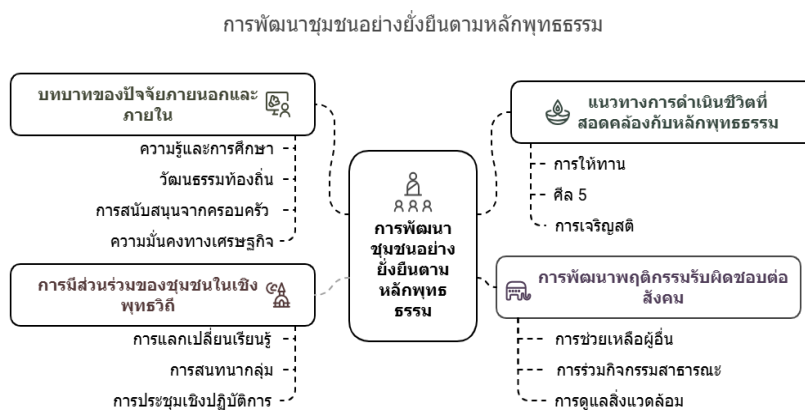 การพัฒนาชุมชนอย่างยั่งยืนตามหลักพุทธธรรม
บทบาทของปัจจัยภายนอกและ
ภายใน
ความรู้และการศึกษา
วัฒนธรรมท้องถิ่น
การสนับสนุนจากครอบครัว
ความมั่นคงทางเศรษฐกิจ
การมีส่วนร่วมของชุมชนในเชิง
พุทธวิถี
การแลกเปลี่ยนเรียนรู้
การสนทนากลุ่ม
การประชุมเชิงปฏิบัติการ
การพัฒนา
ชุมชนอย่าง
ยั่งยืนตาม
หลักพุทธ
ธรรม
แนวทางการดำเนินชีวิตที่
สอดคล้องกับหลักพุทธธรรม
การให้ทาน
ศีล 5
การเจริญสติ
การพัฒนาพฤติกรรมรับผิดชอบต่อ
สังคม
การช่วยเหลือผู้อื่น
การร่วมกิจกรรมสาธารณะ
การดูแลสิ่งแวดล้อม